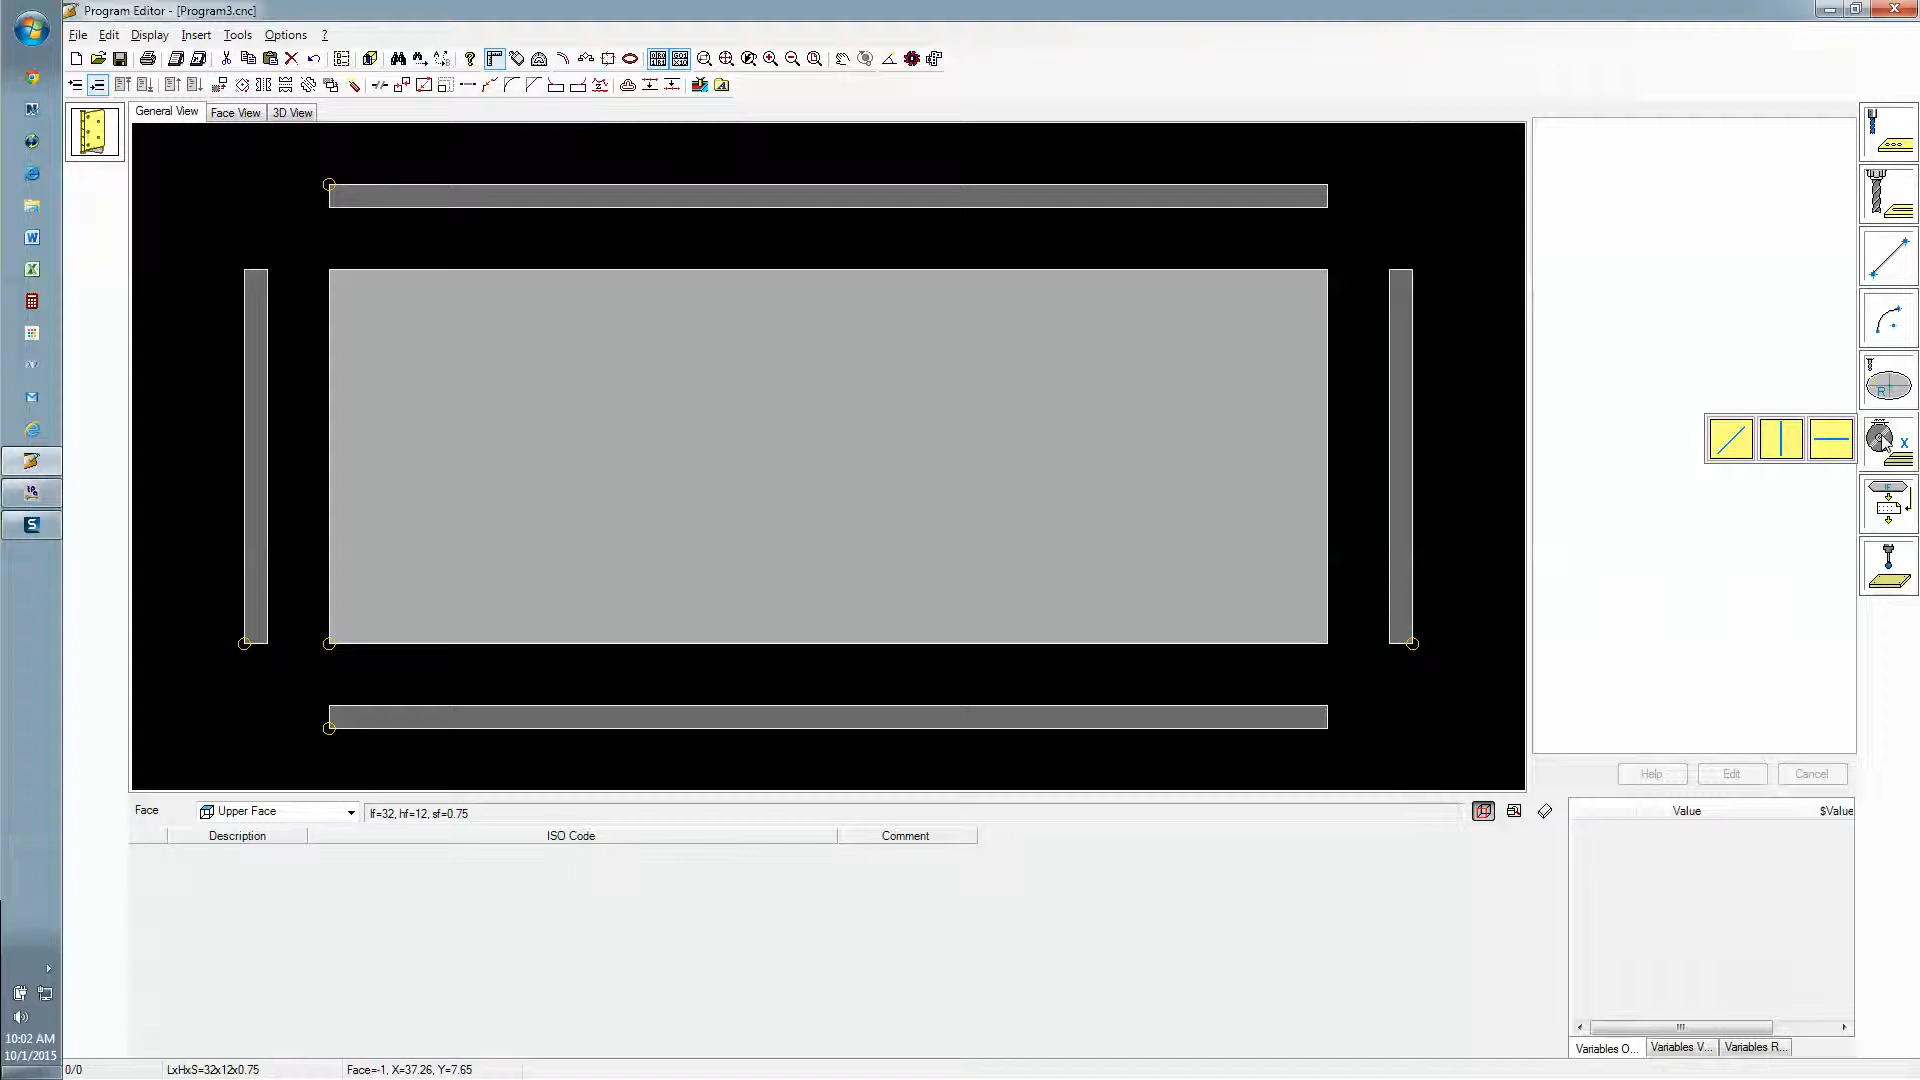 Program Editor - [Program3.cnc]
File Edit Display Insert Tools Options ?
General View Face View 3D View
R
X
IF
Help Edit Cancel
Face Upper Face lf=32, hf=12, sf=0.75
Value $Value
Description ISO Code Comment
W
X
S
10:02 AM
10/1/2015
Variables O... Variables V... Variables R...
0/0 LxHxS=32x12x0.75 Face=-1, X=37.26, Y=7.65